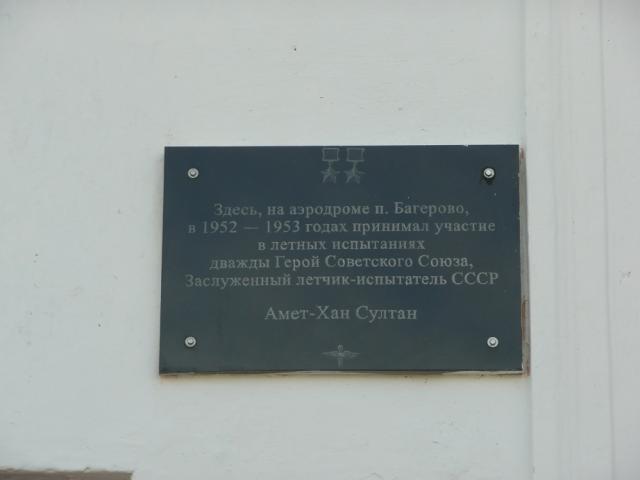 Здесь, на аэродроме п. Багерово,
в 1952 — 1953 годах принимал участие
в летных испытаниях
дважды Герой Советского Союза,
Заслуженный летчик-испытатель СССР
Амет-Хан Султан